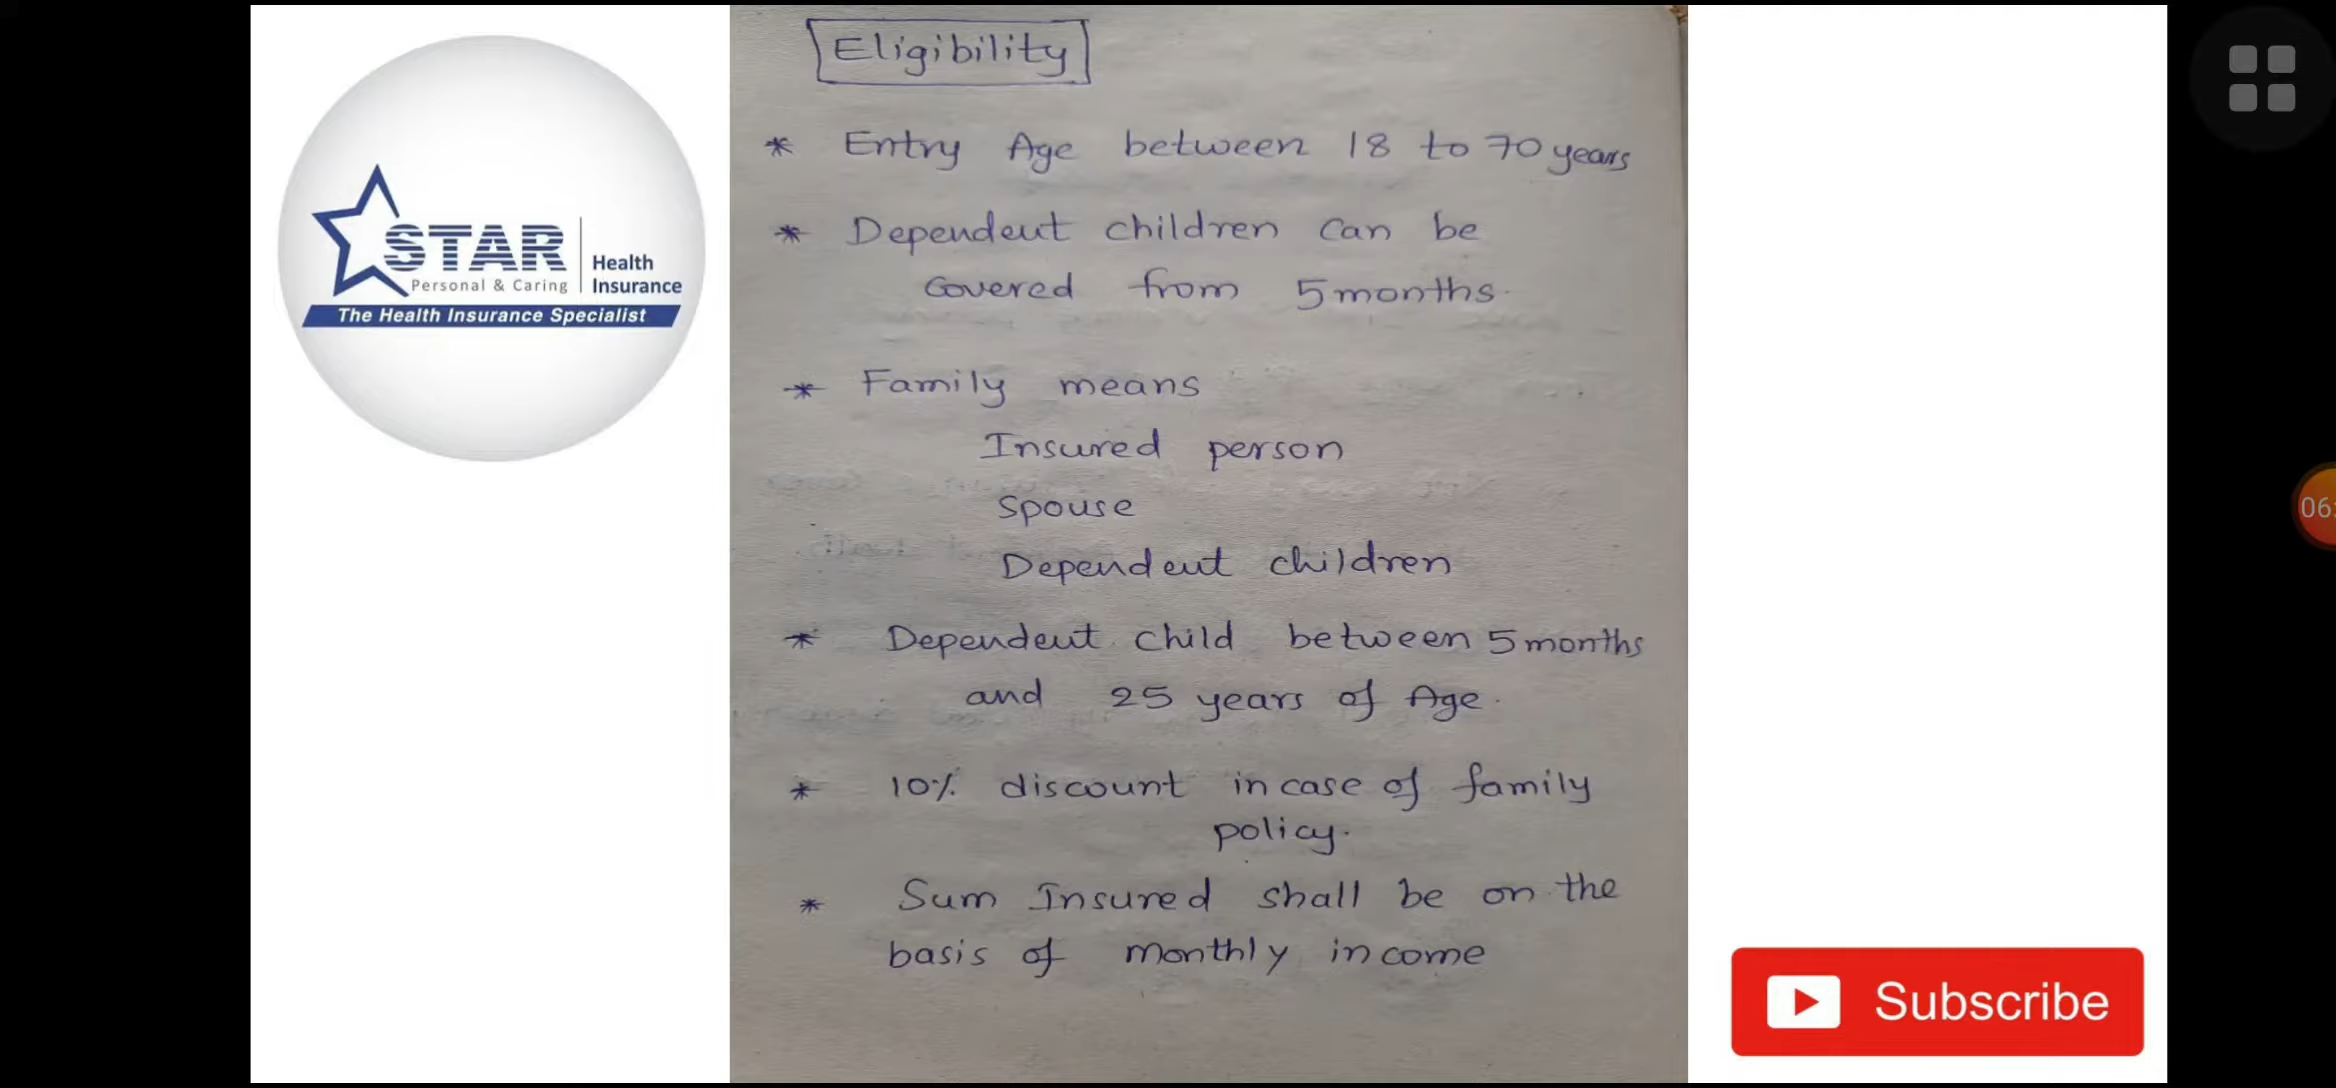 STAR
Health
Insurance
Personal & Caring
The Health Insurance Specialist
Eligibility
* Entry Age between 18 to 70 years
* Dependent children can be
covered from 5 months.
* Family means
Insured person
Spouse
Dependent children
* Dependent child between 5 months
and 25 years of Age.
* 10% discount in case of family
policy.
* Sum Insured shall be on the
basis of monthly income
06:
Subscribe